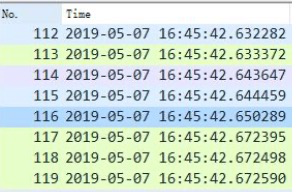 No. Time
112 2019-05-07 16:45:42.632282
113 2019-05-07 16:45:42.633372
114 2019-05-07 16:45:42.643647
115 2019-05-07 16:45:42.644459
116 2019-05-07 16:45:42.650289
117 2019-05-07 16:45:42.672395
118 2019-05-07 16:45:42.672498
119 2019-05-07 16:45:42.672590